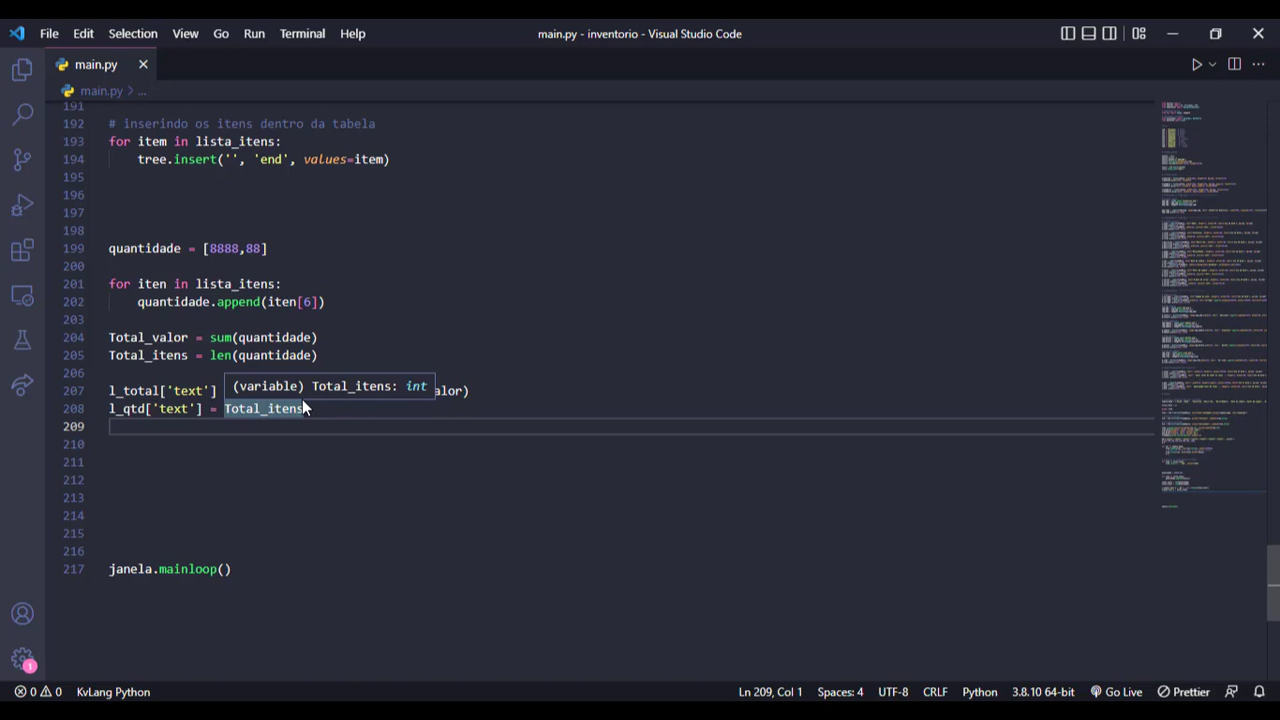 File Edit Selection View Go Run Terminal Help
main.py - inventorio - Visual Studio Code
main.py
main.py > ...
191
192 # inserindo os itens dentro da tabela
193 for item in lista_itens:
194 tree.insert('', 'end', values=item)
195
196
197
198
199 quantidade = [8888,88]
200
201 for iten in lista_itens:
202 quantidade.append(iten[6])
203
204 Total_valor = sum(quantidade)
205 Total_itens = len(quantidade)
206
(variable) Total_itens: int
207 l_total['text'] alor)
208 l_qtd['text'] = Total_itens
209
210
211
212
213
214
215
216
217 janela.mainloop()
1
0 0 KvLang Python
Ln 209, Col 1 Spaces: 4 UTF-8 CRLF Python 3.8.10 64-bit Go Live Prettier